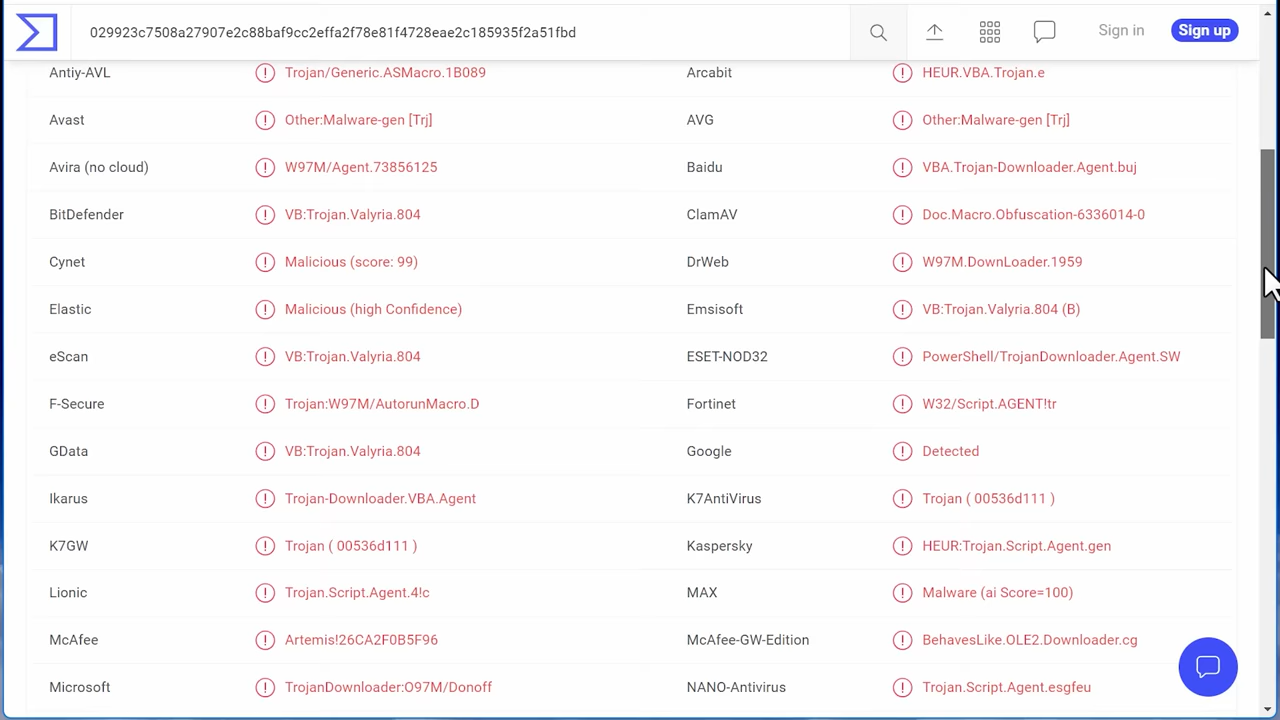 029923c7508a27907e2c88baf9cc2effa2f78e81f4728eae2c185935f2a51fbd
Sign in
Sign up
Antiy-AVL Trojan/Generic.ASMacro.1B089 Arcabit HEUR.VBA.Trojan.e
Avast Other:Malware-gen [Trj] AVG Other:Malware-gen [Trj]
Avira (no cloud) W97M/Agent.73856125 Baidu VBA.Trojan-Downloader.Agent.buj
BitDefender VB:Trojan.Valyria.804 ClamAV Doc.Macro.Obfuscation-6336014-0
Cynet Malicious (score: 99) DrWeb W97M.DownLoader.1959
Elastic Malicious (high Confidence) Emsisoft VB:Trojan.Valyria.804 (B)
eScan VB:Trojan.Valyria.804 ESET-NOD32 PowerShell/TrojanDownloader.Agent.SW
F-Secure Trojan:W97M/AutorunMacro.D Fortinet W32/Script.AGENT!tr
GData VB:Trojan.Valyria.804 Google Detected
Ikarus Trojan-Downloader.VBA.Agent K7AntiVirus Trojan ( 00536d111 )
K7GW Trojan ( 00536d111 ) Kaspersky HEUR:Trojan.Script.Agent.gen
Lionic Trojan.Script.Agent.4!c MAX Malware (ai Score=100)
McAfee Artemis!26CA2F0B5F96 McAfee-GW-Edition BehavesLike.OLE2.Downloader.cg
Microsoft TrojanDownloader:O97M/Donoff NANO-Antivirus Trojan.Script.Agent.esgfeu